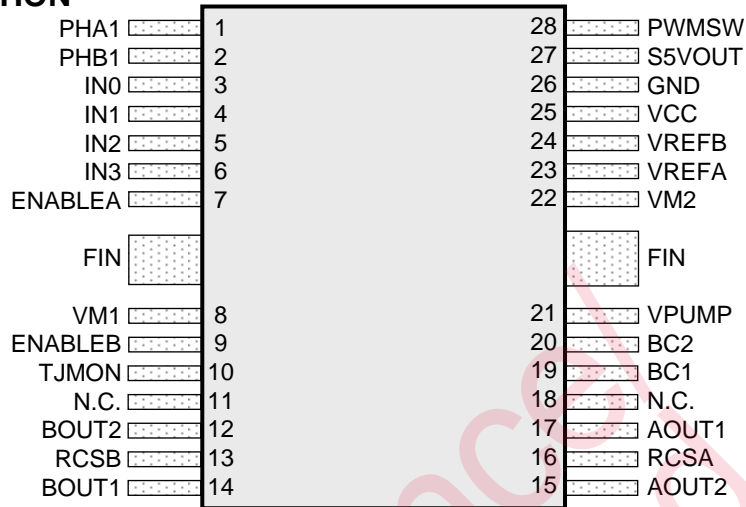 PHA1 1 28 PWMSW
PHB1 2 27 S5VOUT
IN0 3 26 GND
IN1 4 25 VCC
IN2 5 24 VREFB
IN3 6 23 VREFA
ENABLEA 7 22 VM2
FIN FIN
VM1 8 21 VPUMP
ENABLEB 9 20 BC2
TJMON 10 19 BC1
N.C. 11 18 N.C.
BOUT2 12 17 AOUT1
RCSB 13 16 RCSA
BOUT1 14 15 AOUT2